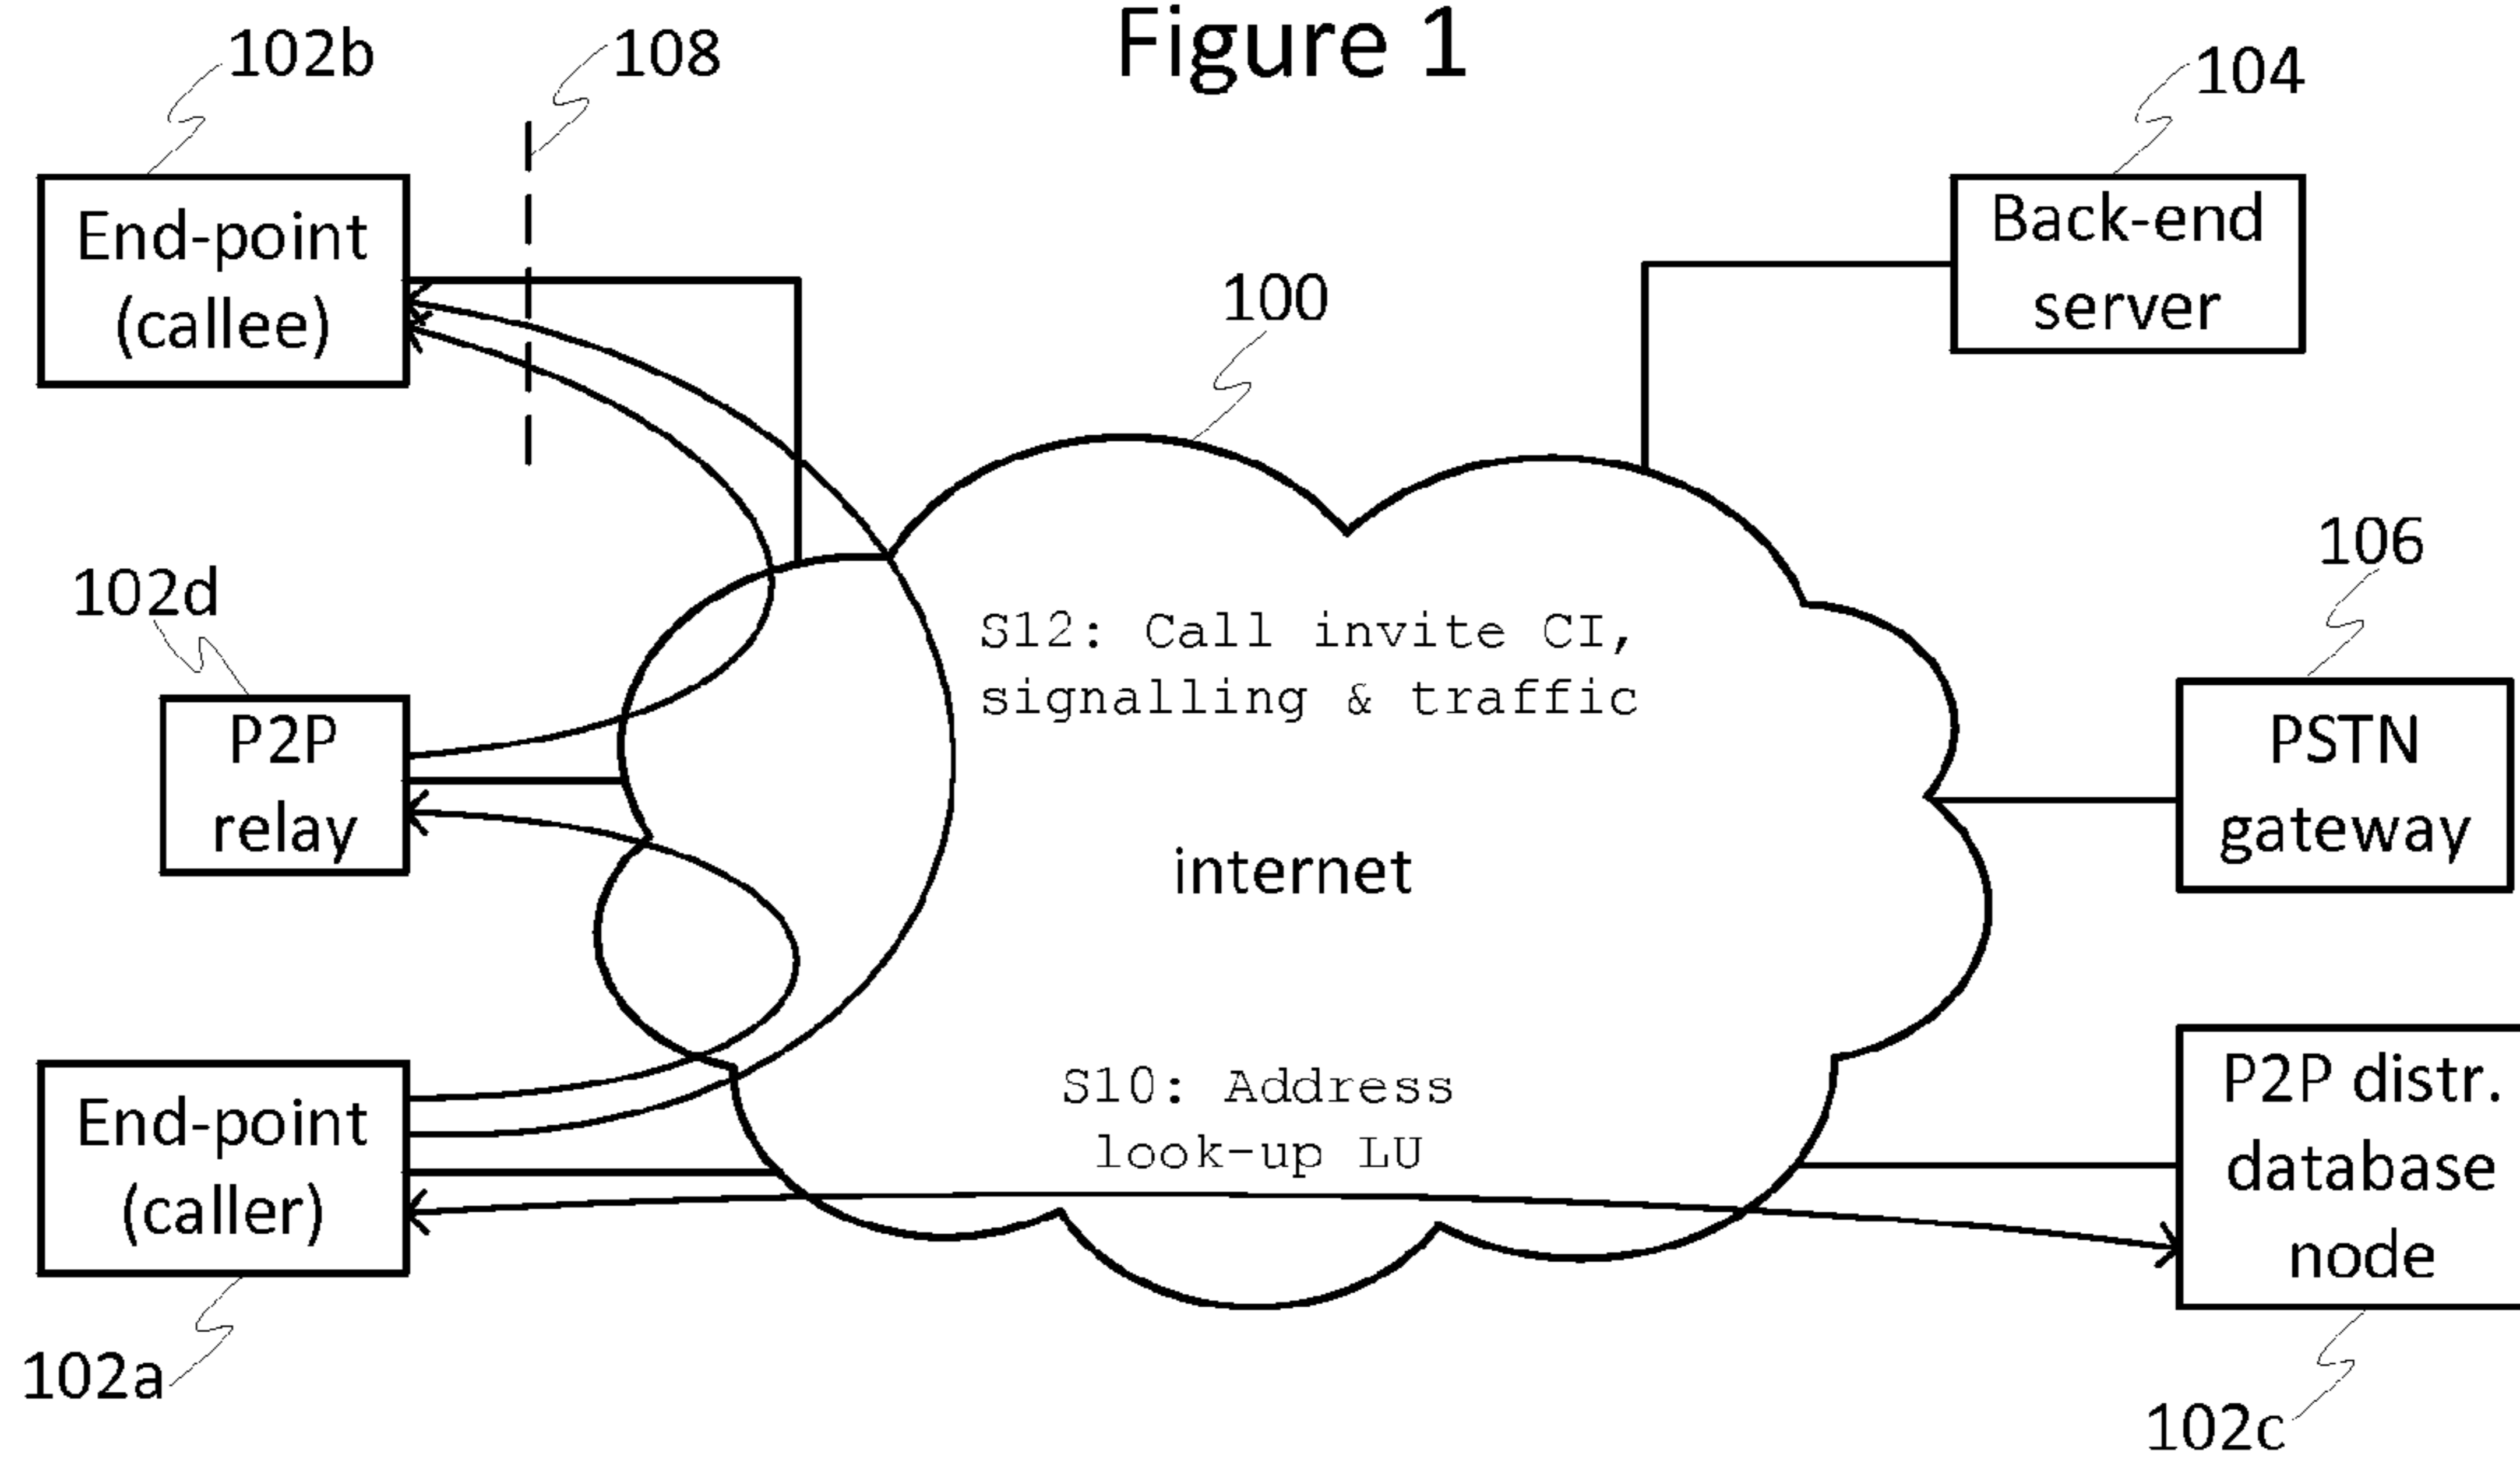 Figure 1
102b
108
104
End-point
(callee)
Back-end
server
100
106
102d
S12: Call invite CI,
signalling & traffic
P2P
relay
PSTN
gateway
internet
End-point
(caller)
S10: Address
look-up LU
P2P distr.
database
node
102a
102c